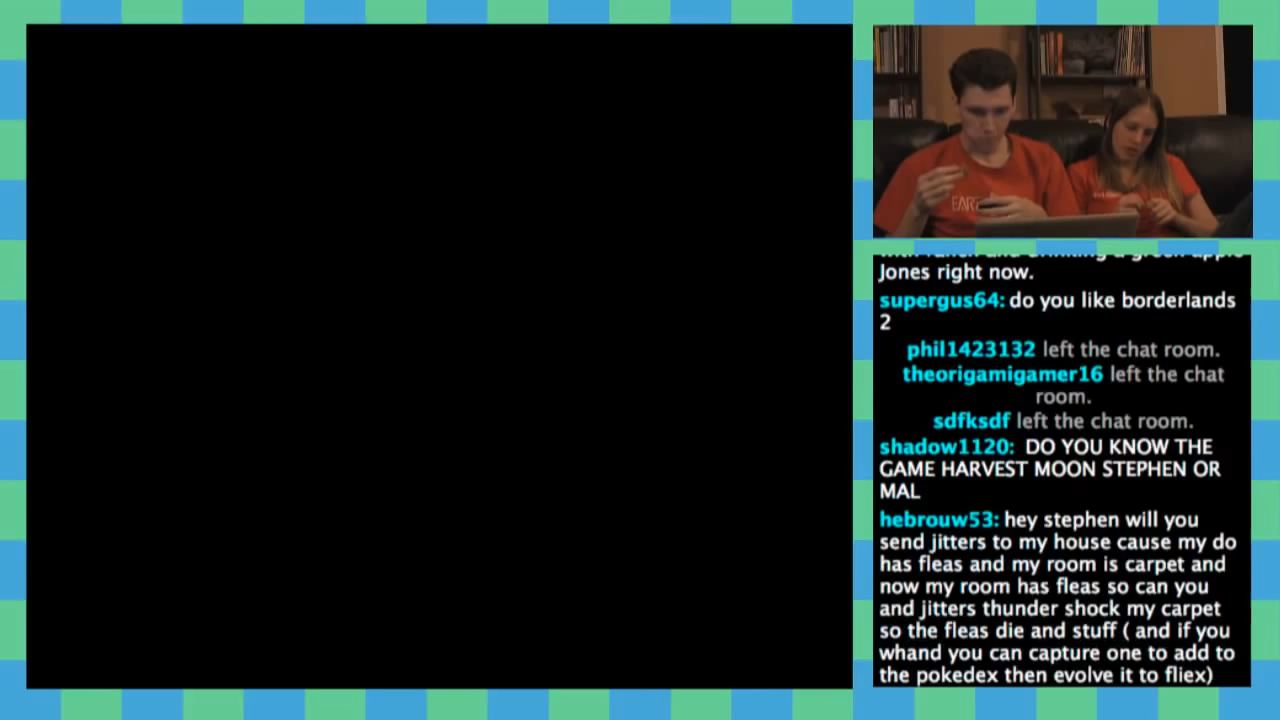 EART
Jones right now.
supergus64: do you like borderlands
2
phil1423132 left the chat room.
theorigamigamer16 left the chat
room.
sdfksdf left the chat room.
shadow1120: DO YOU KNOW THE
GAME HARVEST MOON STEPHEN OR
MAL
hebrouw53: hey stephen will you
send jitters to my house cause my do
has fleas and my room is carpet and
now my room has fleas so can you
and jitters thunder shock my carpet
so the fleas die and stuff ( and if you
whand you can capture one to add to
the pokedex then evolve it to fliex)